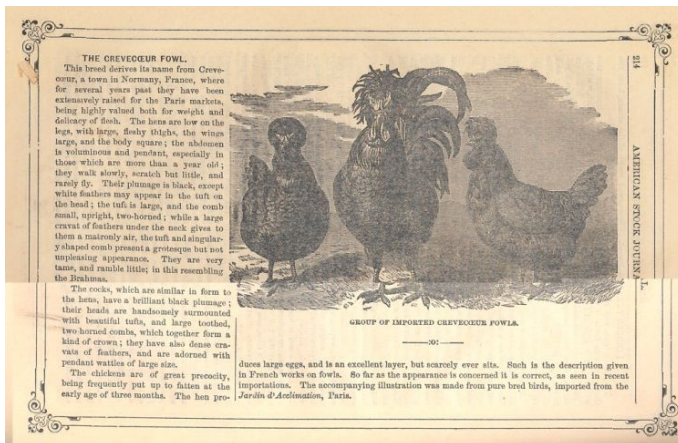 THE CREVECŒUR FOWL.
This breed derives its name from Creve-
cœur, a town in Normany, France, where
for several years past they have been
extensively raised for the Paris markets,
being highly valued both for weight and
delicacy of flesh. The hens are low on the
legs, with large, fleshy thighs, the wings
large, and the body square; the abdomen
is voluminous and pendant, especially in
those which are more than a year old;
they walk slowly, scratch but little, and
rarely fly. Their plumage is black, except
white feathers may appear in the tuft on
the head; the tuft is large, and the comb
small, upright, two-horned; while a large
cravat of feathers under the neck gives to
them a matronly air, the tuft and singular-
y shaped comb present a grotesque but not
unpleasing appearance. They are very
tame, and ramble little; in this resembling
the Brahmas.
The cocks, which are similar in form to
the hens, have a brilliant black plumage;
their heads are handsomely surmounted
with beautiful tufts, and large toothed,
two-horned combs, which together form a
kind of crown; they have also dense cra-
vats of feathers, and are adorned with
pendant wattles of large size.
The chickens are of great precocity,
being frequently put up to fatten at the
early age of three months. The hen pro-
GROUP OF IMPORTED CREVECŒUR FOWLS.
duces large eggs, and is an excellent layer, but scarcely ever sits. Such is the description given
in French works on fowls. So far as the appearance is concerned it is correct, as seen in recent
importations. The accompanying illustration was made from pure bred birds, imported from the
Jardin d'Acclimation, Paris.
214
AMERICAN STOCK JOURNAL.